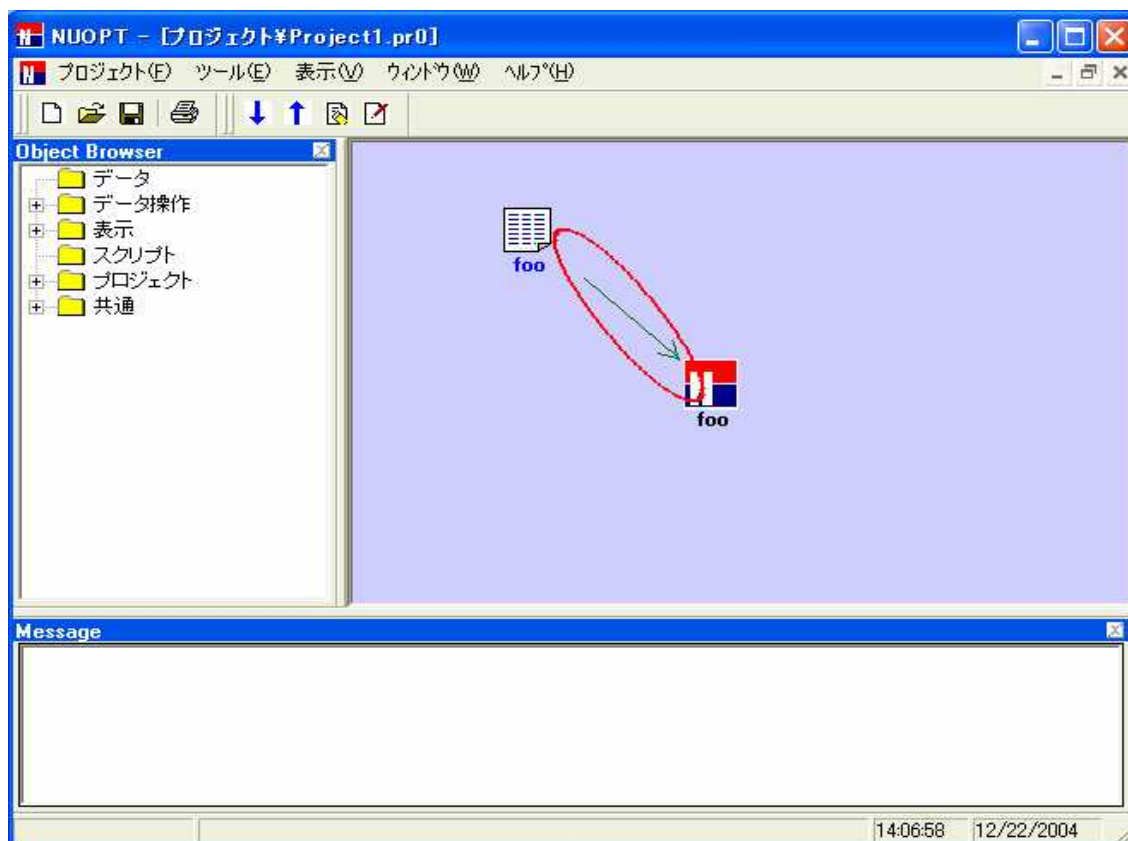 NUOPT - [プロジェクト¥Project1.pr0]
プロジェクト(F) ツール(E) 表示(V) ウィンドウ(W) ヘルプ(H)
Object Browser
データ
データ操作
表示
スクリプト
プロジェクト
共通
foo
foo
Message
14:06:58 12/22/2004